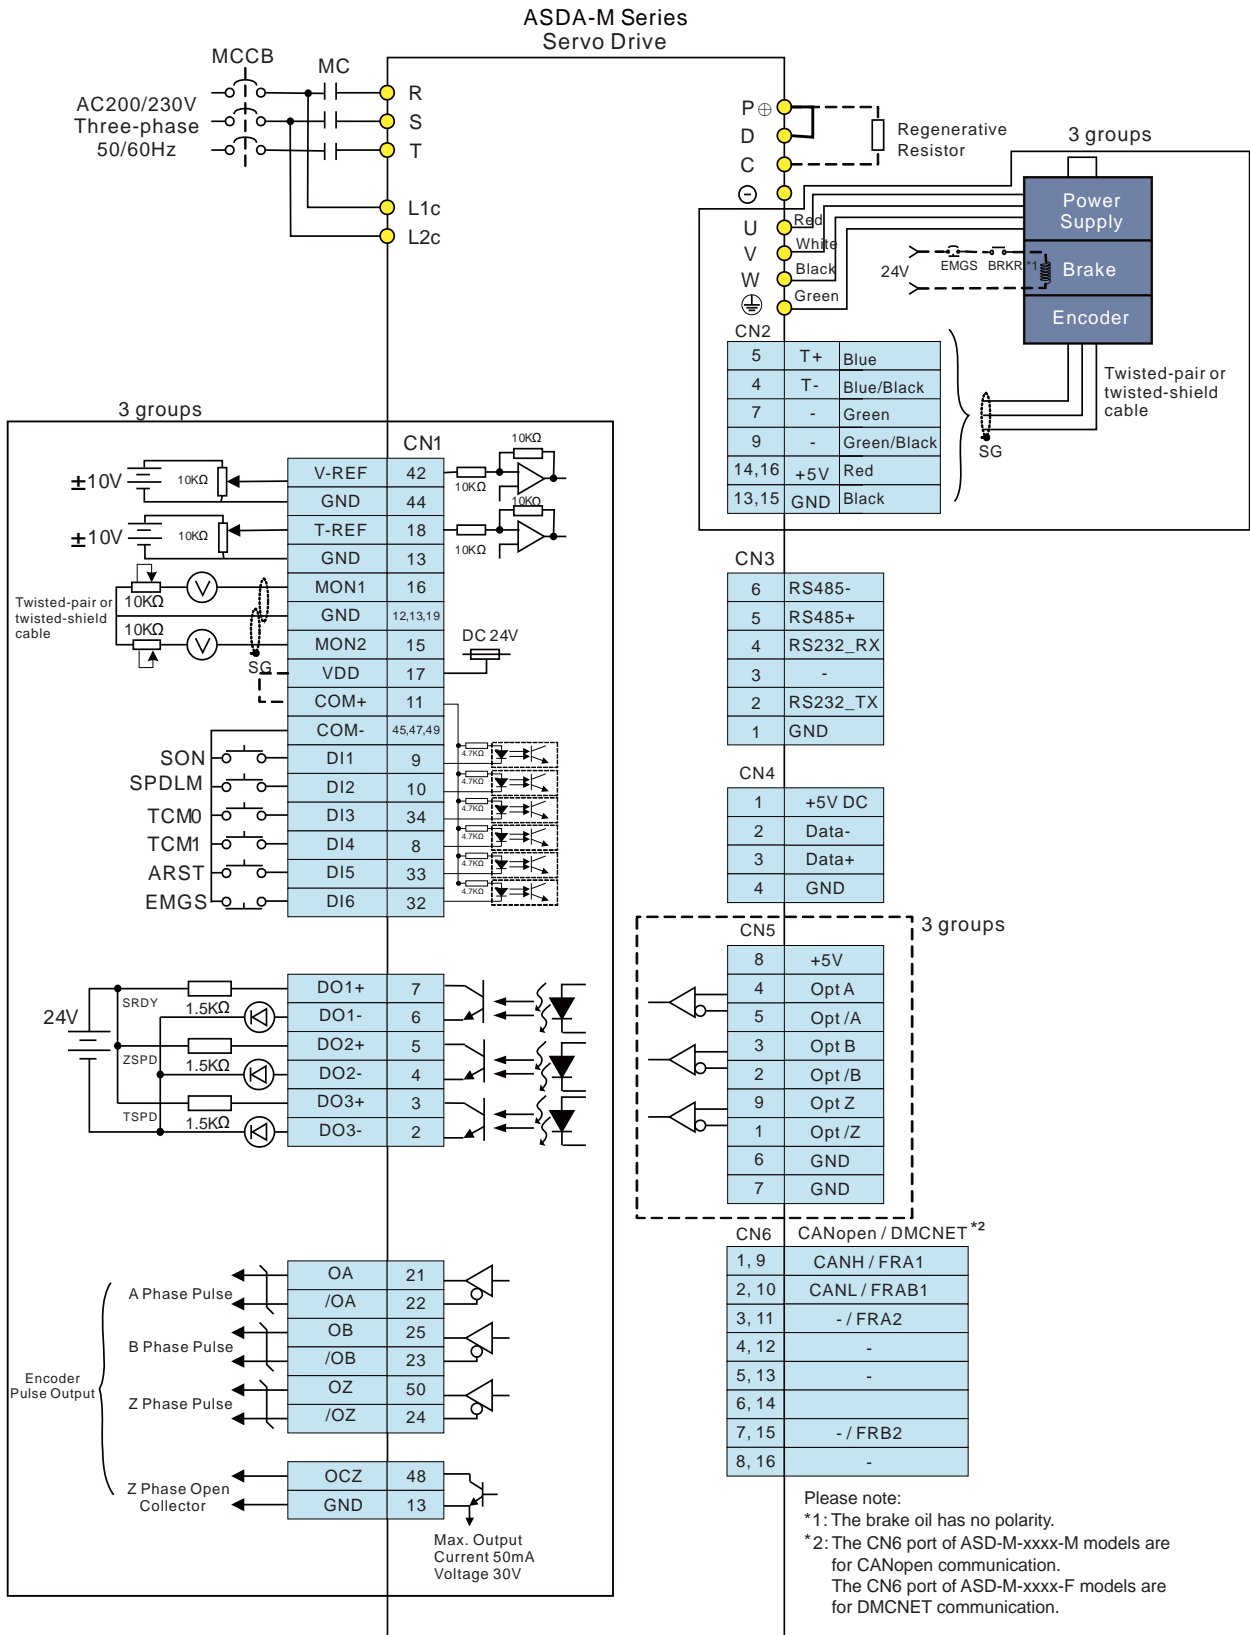 ASDA-M Series
Servo Drive
MCCB
MC
AC200/230V
Three-phase
50/60Hz
R
S
T
L1c
L2c
P⊕
D
C
⊖
U
V
W
Regenerative
Resistor
3 groups
Red
White
Black
Green
Power
Supply
24V
EMGS
BRKR
*1
Brake
Encoder
Twisted-pair or
twisted-shield
cable
SG
CN2
5 T+ Blue
4 T- Blue/Black
7 - Green
9 - Green/Black
14,16 +5V Red
13,15 GND Black
3 groups
CN1
±10V
10KΩ
V-REF 42
GND 44
10KΩ
10KΩ
±10V
10KΩ
T-REF 18
GND 13
10KΩ
10KΩ
MON1 16
GND 12,13,19
MON2 15
Twisted-pair or
twisted-shield
cable
10KΩ
V
10KΩ
V
SG
DC 24V
VDD 17
COM+ 11
COM- 45,47,49
SON DI1 9 4.7KΩ
SPDLM DI2 10 4.7KΩ
TCM0 DI3 34 4.7KΩ
TCM1 DI4 8 4.7KΩ
ARST DI5 33 4.7KΩ
EMGS DI6 32 4.7KΩ
24V
SRDY
1.5KΩ
DO1+ 7
DO1- 6
ZSPD
1.5KΩ
DO2+ 5
DO2- 4
TSPD
1.5KΩ
DO3+ 3
DO3- 2
Encoder
Pulse Output
A Phase Pulse
OA 21
/OA 22
B Phase Pulse
OB 25
/OB 23
Z Phase Pulse
OZ 50
/OZ 24
Z Phase Open
Collector
OCZ 48
GND 13
Max. Output
Current 50mA
Voltage 30V
CN3
6 RS485-
5 RS485+
4 RS232_RX
3 -
2 RS232_TX
1 GND
CN4
1 +5V DC
2 Data-
3 Data+
4 GND
3 groups
CN5
8 +5V
4 Opt A
5 Opt /A
3 Opt B
2 Opt /B
9 Opt Z
1 Opt /Z
6 GND
7 GND
CN6 CANopen / DMCNET *2
1, 9 CANH / FRA1
2, 10 CANL / FRAB1
3, 11 - / FRA2
4, 12 -
5, 13 -
6, 14
7, 15 - / FRB2
8, 16 -
Please note:
*1: The brake oil has no polarity.
*2: The CN6 port of ASD-M-xxxx-M models are
for CANopen communication.
The CN6 port of ASD-M-xxxx-F models are
for DMCNET communication.